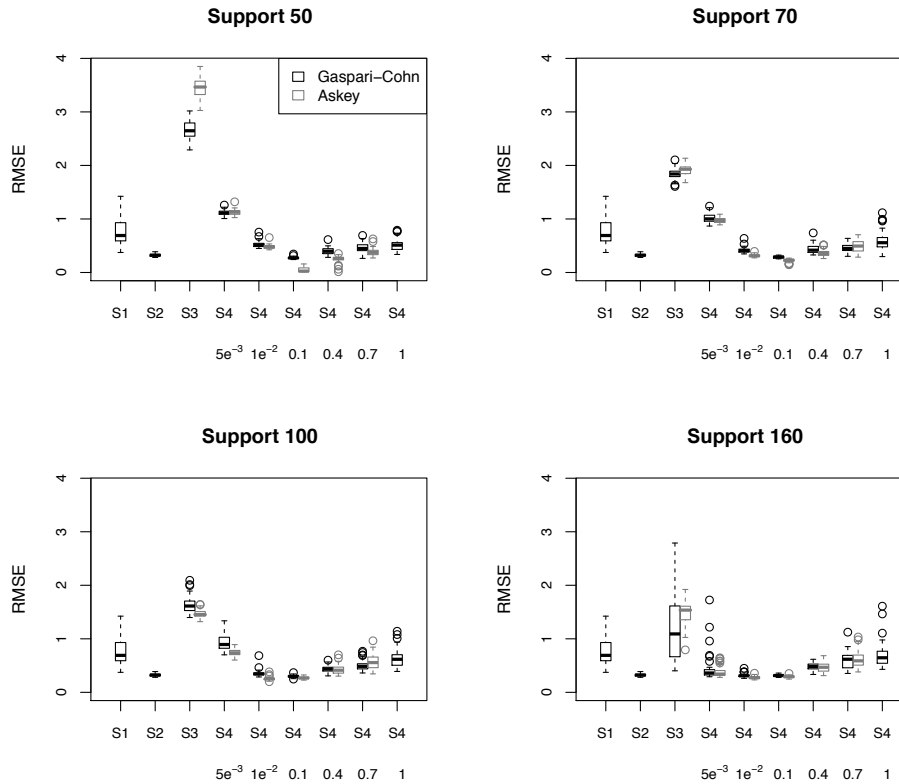 Support 50
RMSE
4
3
2
1
0
Gaspari−Cohn
Askey
S1 S2 S3 S4 S4 S4 S4 S4 S4
5e⁻³ 1e⁻² 0.1 0.4 0.7 1
Support 70
RMSE
4
3
2
1
0
S1 S2 S3 S4 S4 S4 S4 S4 S4
5e⁻³ 1e⁻² 0.1 0.4 0.7 1
Support 100
RMSE
4
3
2
1
0
S1 S2 S3 S4 S4 S4 S4 S4 S4
5e⁻³ 1e⁻² 0.1 0.4 0.7 1
Support 160
RMSE
4
3
2
1
0
S1 S2 S3 S4 S4 S4 S4 S4 S4
5e⁻³ 1e⁻² 0.1 0.4 0.7 1